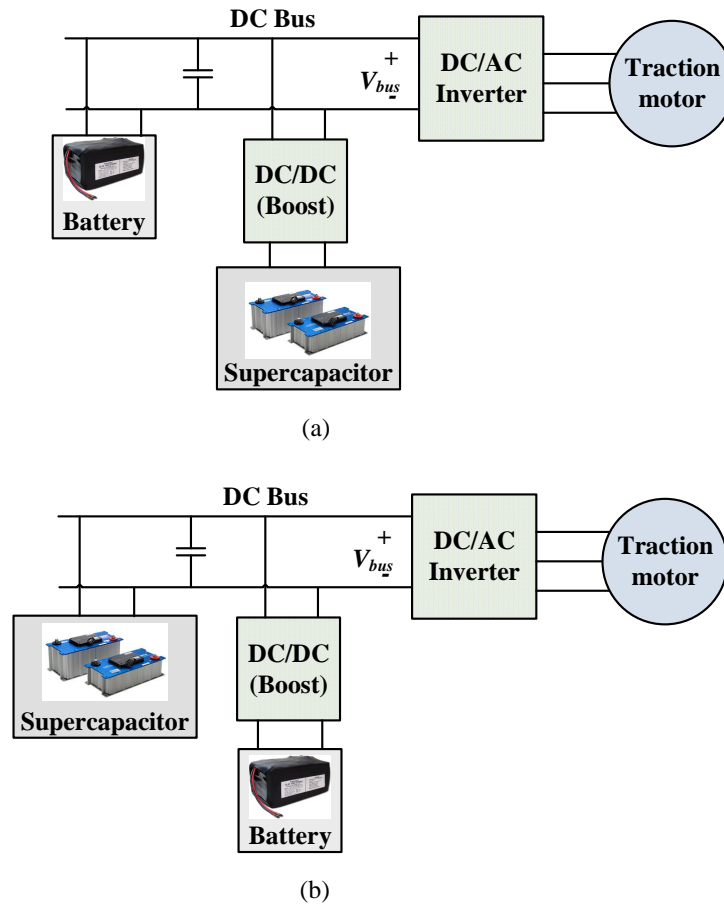 DC Bus
+
V_bus
-
DC/AC
Inverter
Traction
motor
DC/DC
(Boost)
Battery
Supercapacitor
(a)
DC Bus
+
V_bus
-
DC/AC
Inverter
Traction
motor
DC/DC
(Boost)
Supercapacitor
Battery
(b)